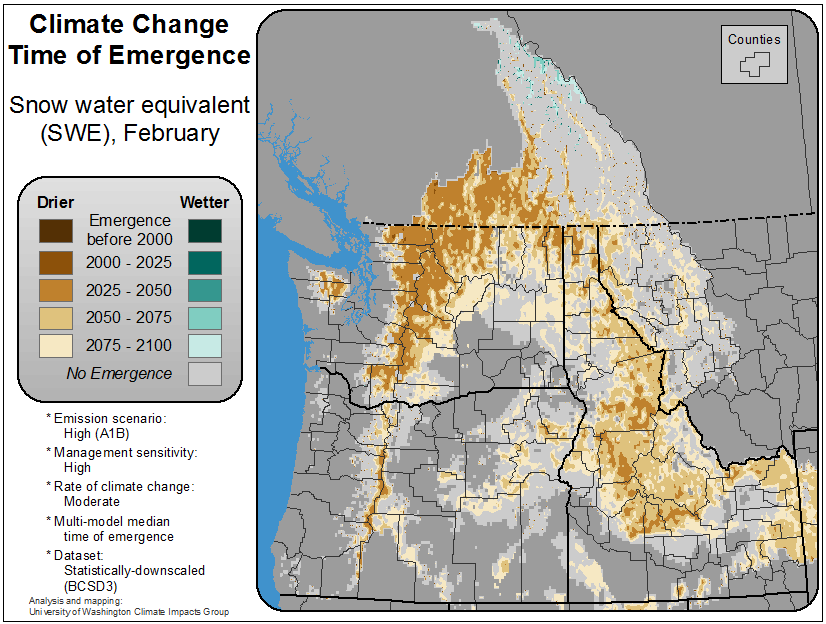 Climate Change
Time of Emergence
Snow water equivalent
(SWE), February
Drier
Wetter
Emergence
before 2000
2000 - 2025
2025 - 2050
2050 - 2075
2075 - 2100
No Emergence
* Emission scenario:
High (A1B)
* Management sensitivity:
High
* Rate of climate change:
Moderate
* Multi-model median
time of emergence
* Dataset:
Statistically-downscaled
(BCSD3)
Analysis and mapping:
University of Washington Climate Impacts Group
Counties